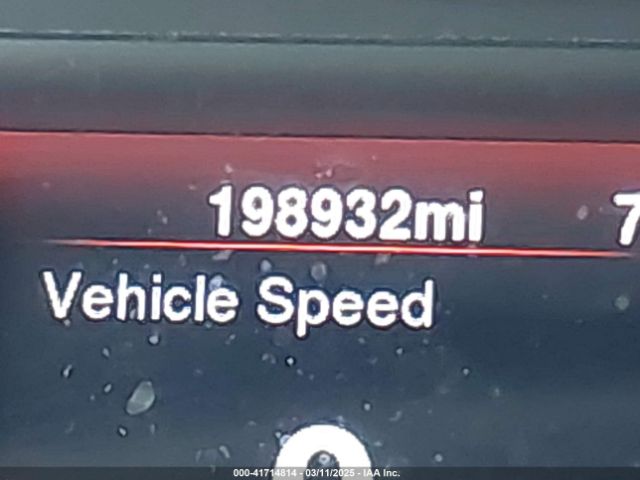 198932mi 7
Vehicle Speed
000-41714814 - 03/11/2025 - IAA Inc.